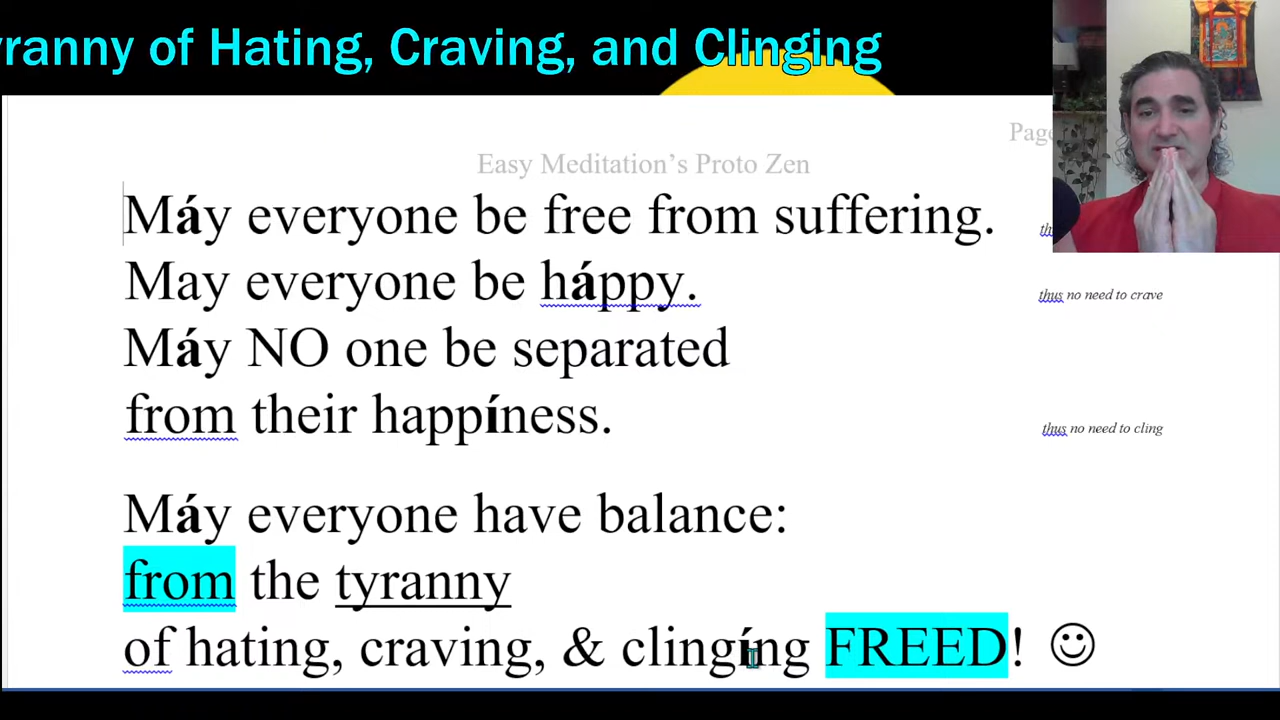 yranny of Hating, Craving, and Clinging
Page
Easy Meditation’s Proto Zen
Máy everyone be free from suffering.
May everyone be háppy.
thus no need to crave
Máy NO one be separated
from their happíness.
thus no need to cling
Máy everyone have balance:
from the tyranny
of hating, craving, & clingíng FREED! ☺